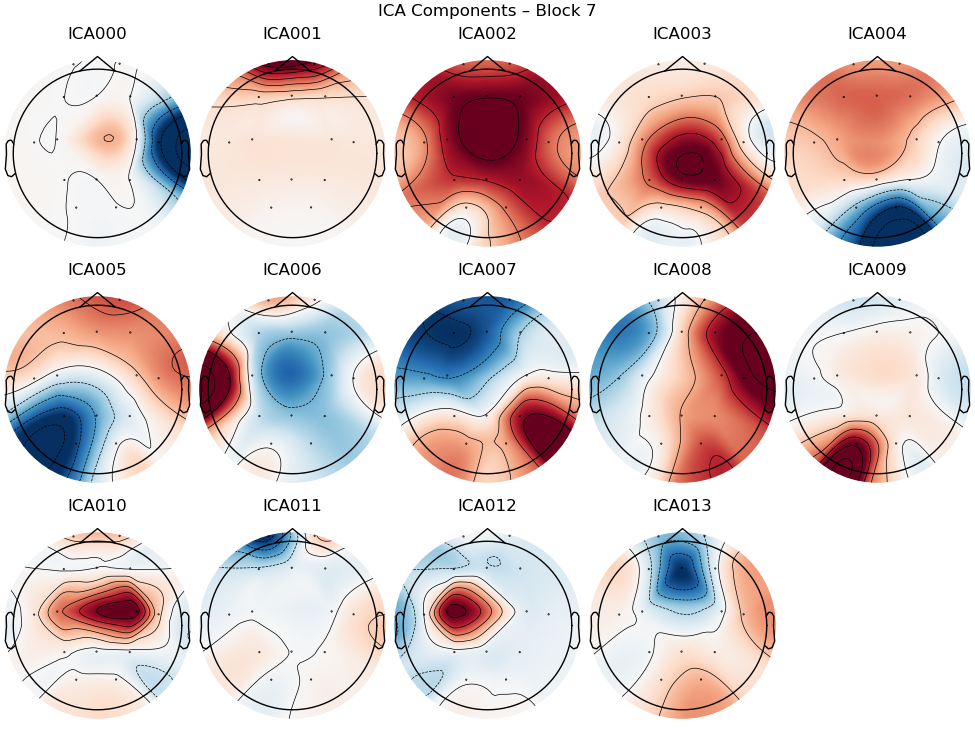 ICA Components – Block 7
ICA000 ICA001 ICA002 ICA003 ICA004
ICA005 ICA006 ICA007 ICA008 ICA009
ICA010 ICA011 ICA012 ICA013